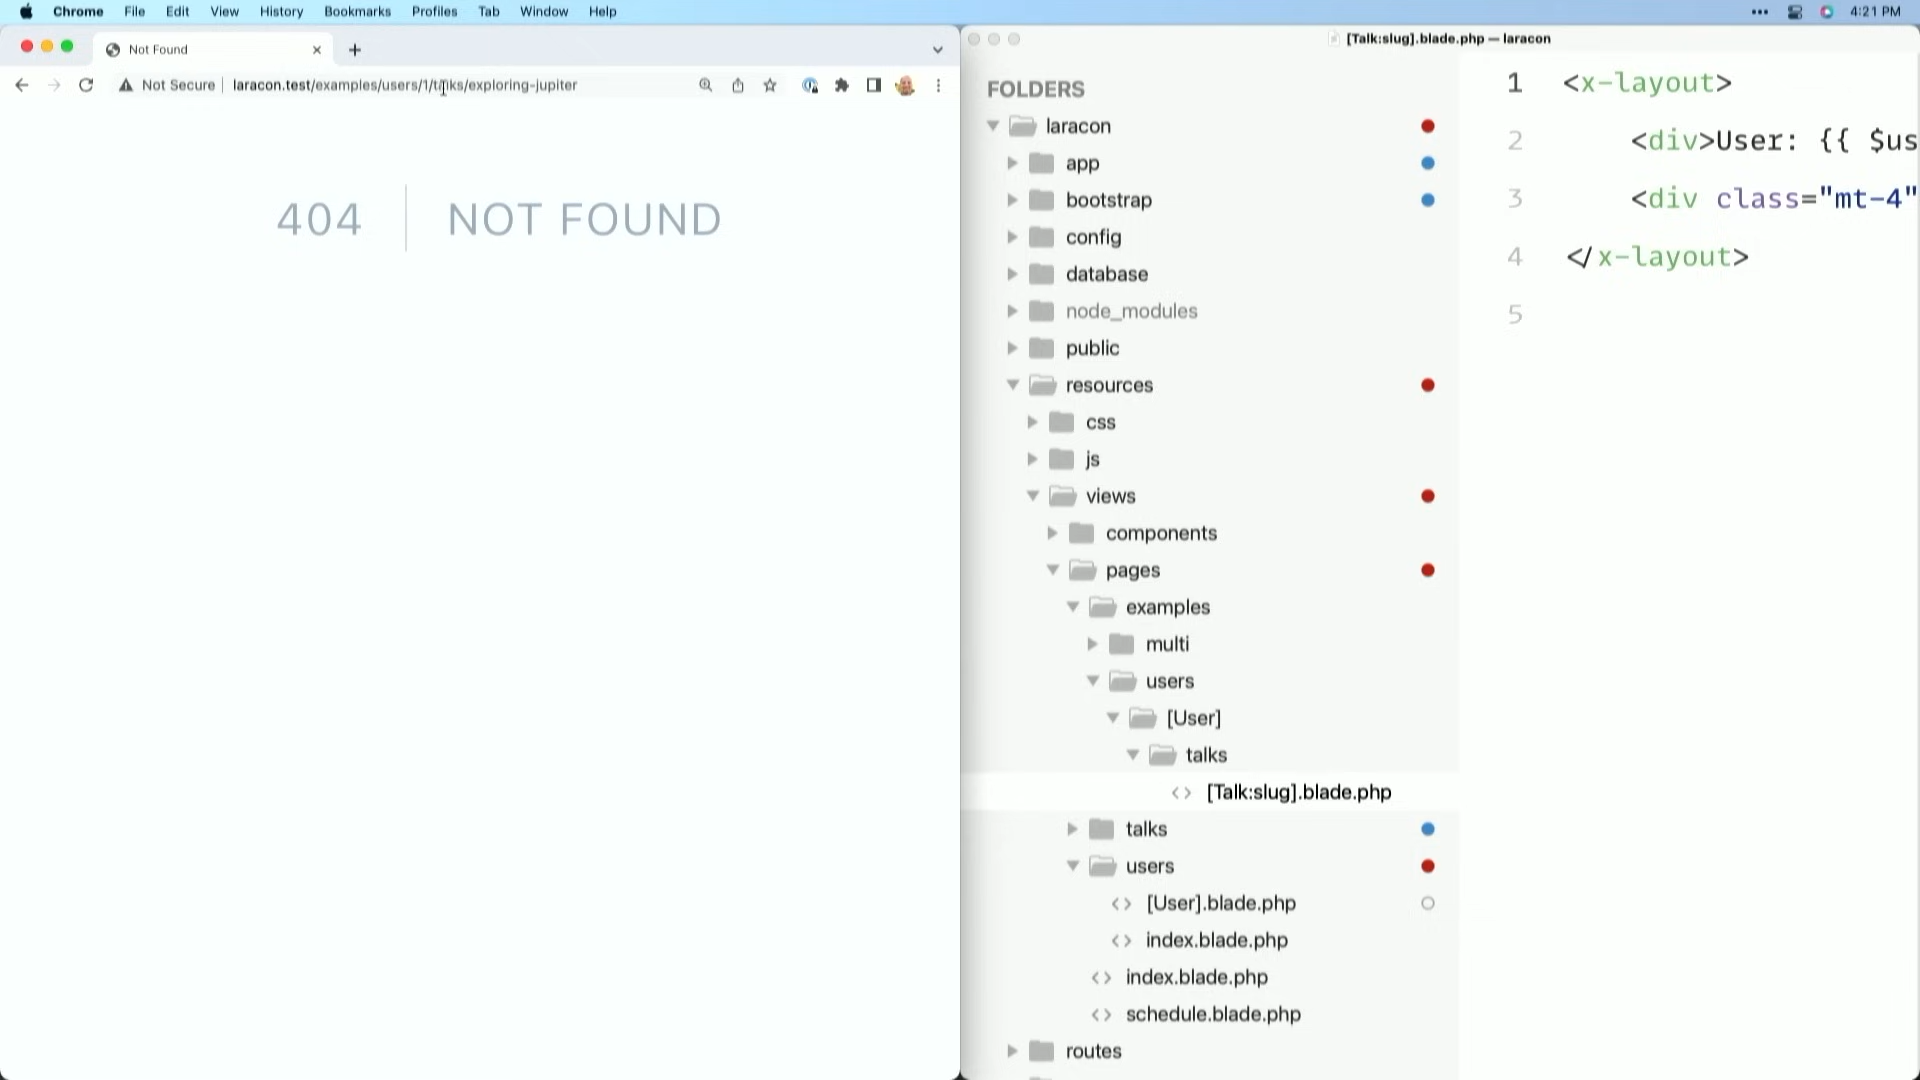 Chrome File Edit View History Bookmarks Profiles Tab Window Help 4:21 PM
Not Found
Not Secure laracon.test/examples/users/1/talks/exploring-jupiter
404 NOT FOUND
[Talk:slug].blade.php — laracon
FOLDERS
laracon
app
bootstrap
config
database
node_modules
public
resources
css
js
views
components
pages
examples
multi
users
[User]
talks
[Talk:slug].blade.php
talks
users
[User].blade.php
index.blade.php
index.blade.php
schedule.blade.php
routes
1 <x-layout>
2 <div>User: {{ $us
3 <div class="mt-4"
4 </x-layout>
5